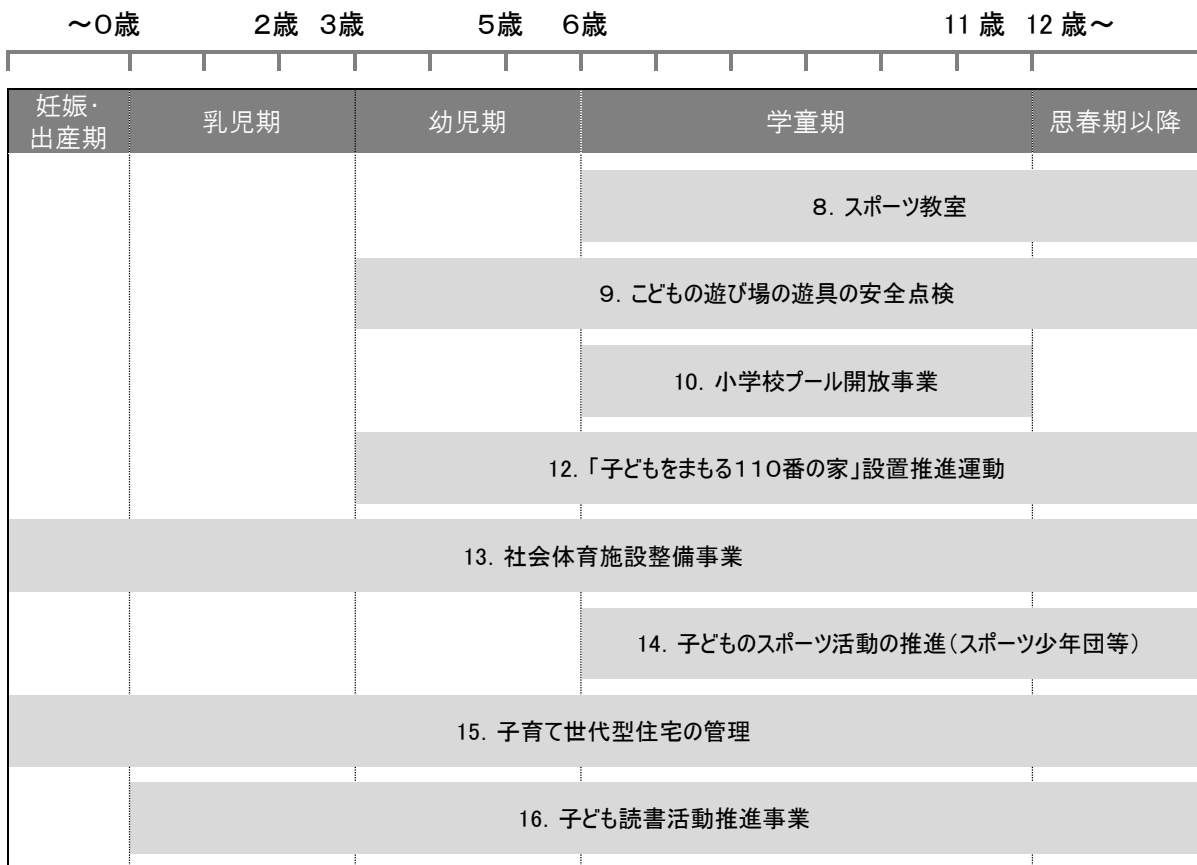 ～０歳 ２歳 ３歳 ５歳 ６歳 11歳 12歳～
妊娠・
出産期
乳児期 幼児期 学童期 思春期以降
８．スポーツ教室
９．こどもの遊び場の遊具の安全点検
10．小学校プール開放事業
12．「子どもをまもる１１０番の家」設置推進運動
13．社会体育施設整備事業
14．子どものスポーツ活動の推進（スポーツ少年団等）
15．子育て世代型住宅の管理
16．子ども読書活動推進事業